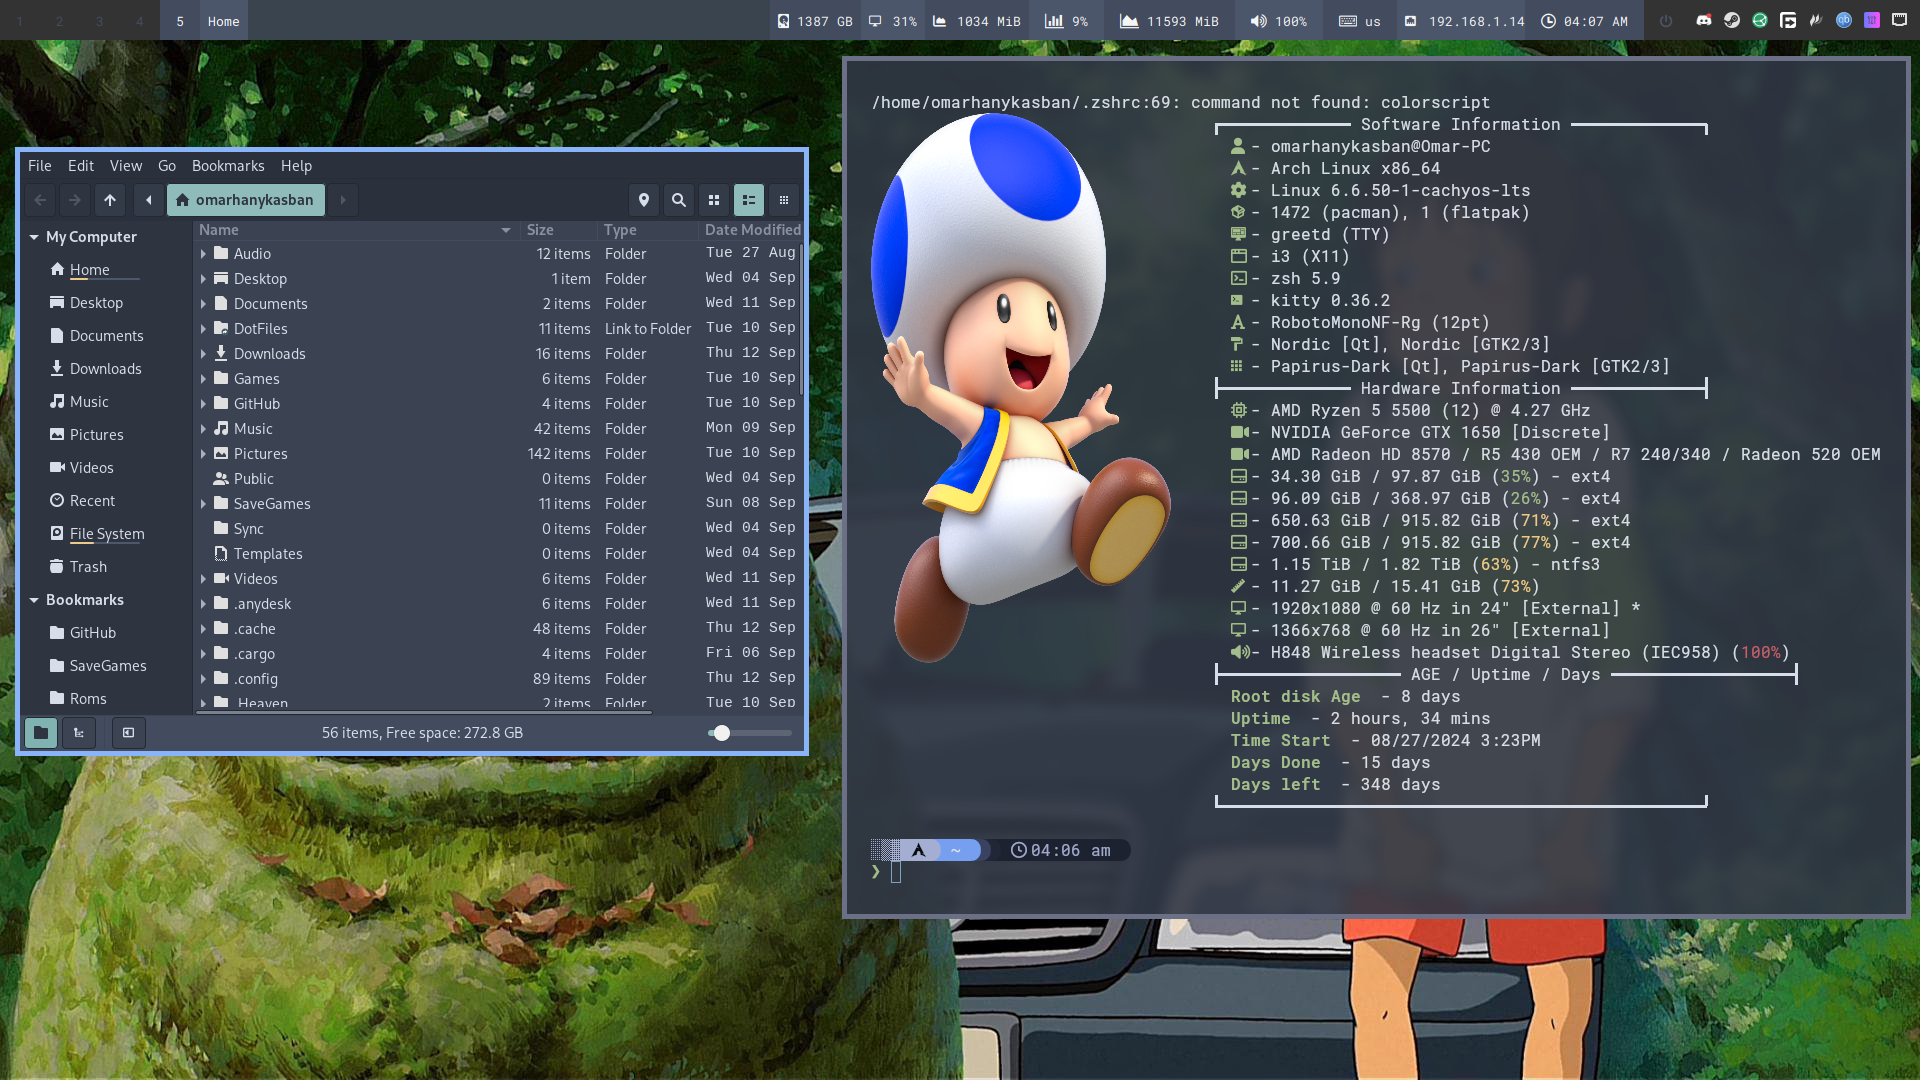 1 2 3 4 5 Home 1387 GB 31% 1034 MiB 9% 11593 MiB 100% us 192.168.1.14 04:07 AM
File Edit View Go Bookmarks Help
omarhanykasban
My Computer
Home
Desktop
Documents
Downloads
Music
Pictures
Videos
Recent
File System
Trash
Bookmarks
GitHub
SaveGames
Roms
Name Size Type Date Modified
Audio 12 items Folder Tue 27 Aug
Desktop 1 item Folder Wed 04 Sep
Documents 2 items Folder Wed 11 Sep
DotFiles 11 items Link to Folder Tue 10 Sep
Downloads 16 items Folder Thu 12 Sep
Games 6 items Folder Tue 10 Sep
GitHub 4 items Folder Tue 10 Sep
Music 42 items Folder Mon 09 Sep
Pictures 142 items Folder Tue 10 Sep
Public 0 items Folder Wed 04 Sep
SaveGames 11 items Folder Sun 08 Sep
Sync 0 items Folder Wed 04 Sep
Templates 0 items Folder Wed 04 Sep
Videos 6 items Folder Wed 11 Sep
.anydesk 6 items Folder Wed 11 Sep
.cache 48 items Folder Thu 12 Sep
.cargo 4 items Folder Fri 06 Sep
.config 89 items Folder Thu 12 Sep
.Heaven 2 items Folder Tue 10 Sep
56 items, Free space: 272.8 GB
/home/omarhanykasban/.zshrc:69: command not found: colorscript
Software Information
- omarhanykasban@Omar-PC
- Arch Linux x86_64
- Linux 6.6.50-1-cachyos-lts
- 1472 (pacman), 1 (flatpak)
- greetd (TTY)
- i3 (X11)
- zsh 5.9
- kitty 0.36.2
- RobotoMonoNF-Rg (12pt)
- Nordic [Qt], Nordic [GTK2/3]
- Papirus-Dark [Qt], Papirus-Dark [GTK2/3]
Hardware Information
- AMD Ryzen 5 5500 (12) @ 4.27 GHz
- NVIDIA GeForce GTX 1650 [Discrete]
- AMD Radeon HD 8570 / R5 430 OEM / R7 240/340 / Radeon 520 OEM
- 34.30 GiB / 97.87 GiB (35%) - ext4
- 96.09 GiB / 368.97 GiB (26%) - ext4
- 650.63 GiB / 915.82 GiB (71%) - ext4
- 700.66 GiB / 915.82 GiB (77%) - ext4
- 1.15 TiB / 1.82 TiB (63%) - ntfs3
- 11.27 GiB / 15.41 GiB (73%)
- 1920x1080 @ 60 Hz in 24" [External] *
- 1366x768 @ 60 Hz in 26" [External]
- H848 Wireless headset Digital Stereo (IEC958) (100%)
AGE / Uptime / Days
Root disk Age - 8 days
Uptime - 2 hours, 34 mins
Time Start - 08/27/2024 3:23PM
Days Done - 15 days
Days left - 348 days
~ 04:06 am
❯